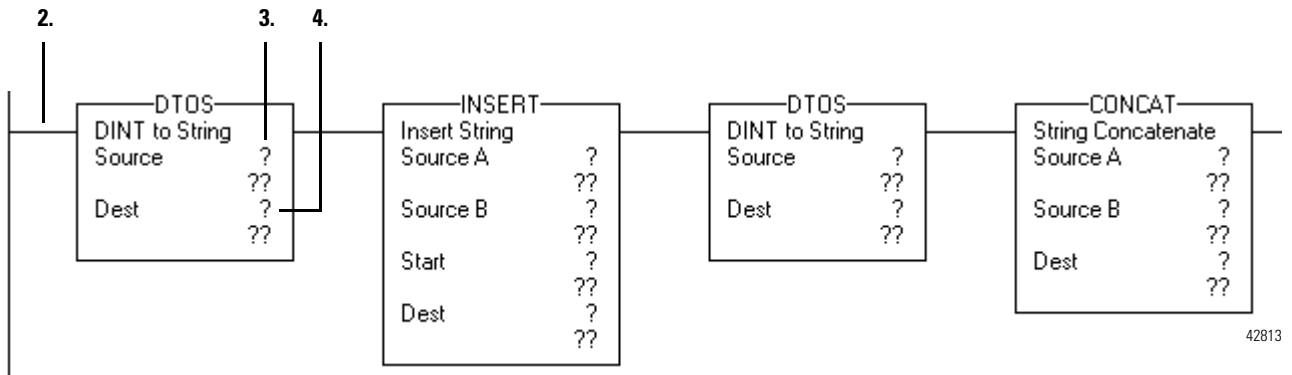 2.
3.
4.
DTOS
DINT to String
Source ?
??
Dest ?
??
INSERT
Insert String
Source A ?
??
Source B ?
??
Start ?
??
Dest ?
??
DTOS
DINT to String
Source ?
??
Dest ?
??
CONCAT
String Concatenate
Source A ?
??
Source B ?
??
Dest ?
??
42813